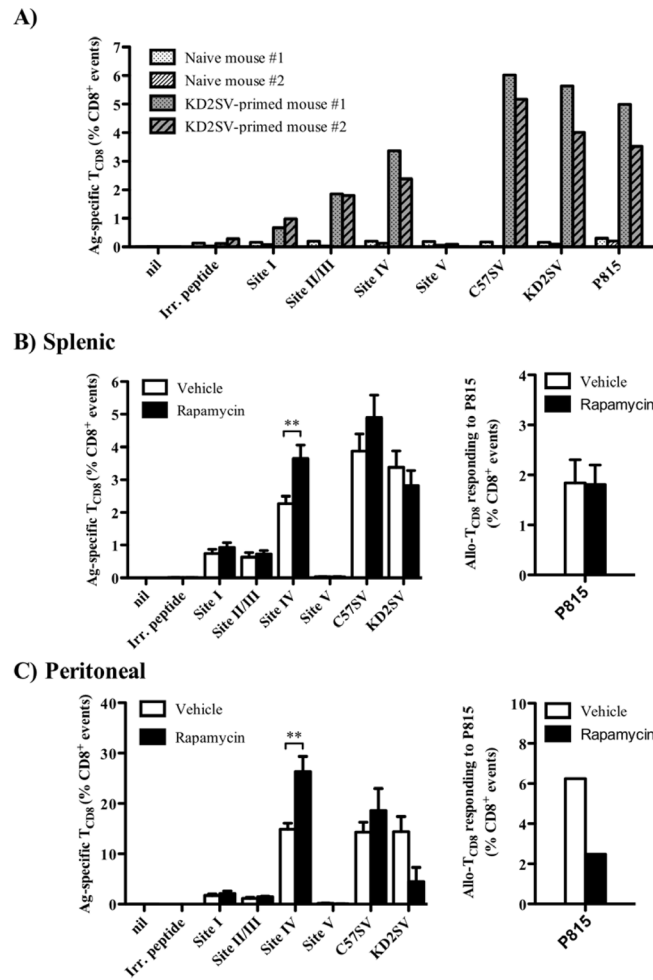 A)
Ag-specific T_CD8 (% CD8⁺ events)
7
6
5
4
3
2
1
0
Naive mouse #1
Naive mouse #2
KD2SV-primed mouse #1
KD2SV-primed mouse #2
nil
Irr. peptide
Site I
Site II/III
Site IV
Site V
C57SV
KD2SV
P815
B) Splenic
Ag-specific T_CD8 (% CD8⁺ events)
6
5
4
3
2
1
0
Vehicle
Rapamycin
**
nil
Irr. peptide
Site I
Site II/III
Site IV
Site V
C57SV
KD2SV
Allo-T_CD8 responding to P815
(% CD8⁺ events)
4
3
2
1
0
Vehicle
Rapamycin
P815
C) Peritoneal
Ag-specific T_CD8 (% CD8⁺ events)
40
30
20
10
0
Vehicle
Rapamycin
**
nil
Irr. peptide
Site I
Site II/III
Site IV
Site V
C57SV
KD2SV
Allo-T_CD8 responding to P815
(% CD8⁺ events)
10
8
6
4
2
0
Vehicle
Rapamycin
P815